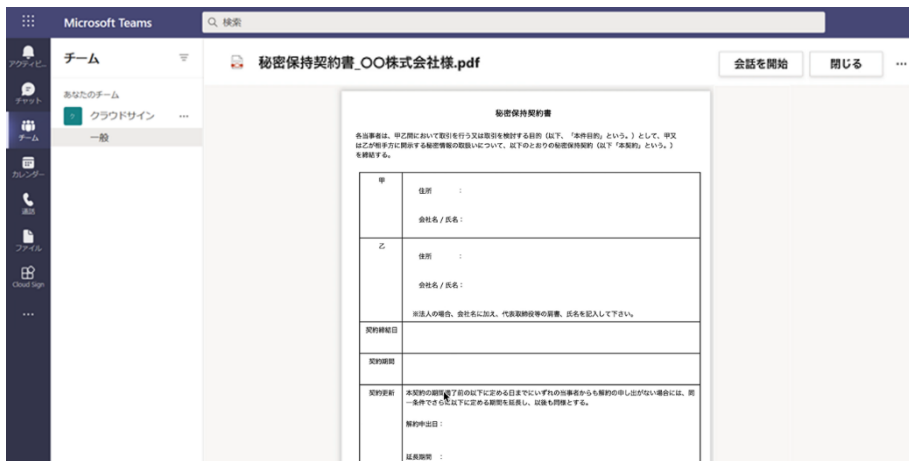 Microsoft Teams
検索
アクティビ...
チャット
チーム
カレンダー
通話
ファイル
Cloud Sign
...
チーム
あなたのチーム
クラウドサイン
...
一般
秘密保持契約書_〇〇株式会社様.pdf
会話を開始
閉じる
...
秘密保持契約書
各当事者は、甲乙間において取引を行う又は取引を検討する目的（以下、「本件目的」という。）として、甲又
は乙が相手方に開示する秘密情報の取扱いについて、以下のとおりの秘密保持契約（以下「本契約」という。）
を締結する。
甲
住所 :
会社名 / 氏名 :
乙
住所 :
会社名 / 氏名 :
※法人の場合、会社名に加え、代表取締役等の肩書、氏名を記入して下さい。
契約締結日
契約期間
契約更新
本契約の期間満了前の以下に定める日までにいずれの当事者からも解約の申し出がない場合には、同
一条件でさらに以下に定める期間を延長し、以後も同様とする。
解約申出日 :
延長期間 :